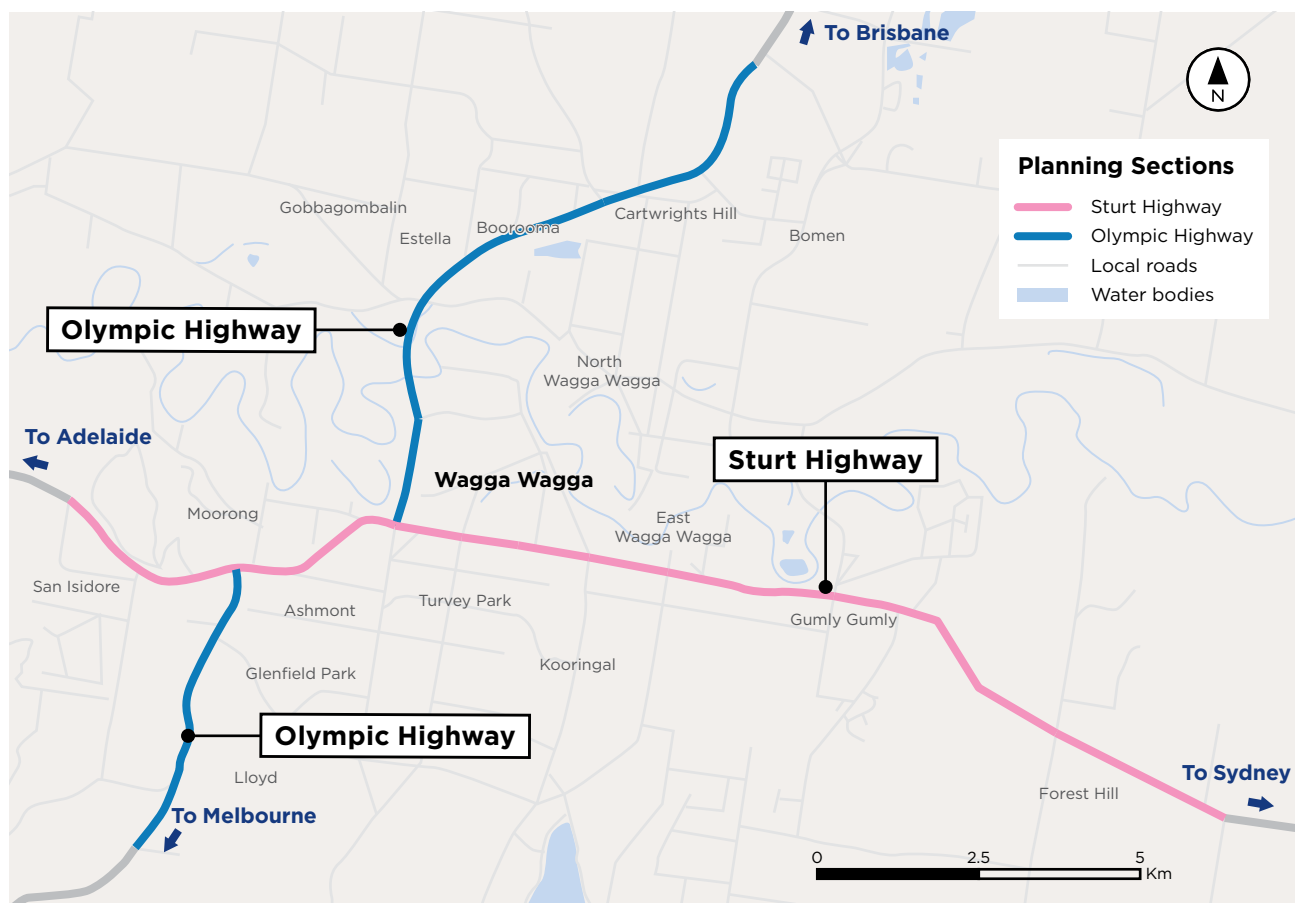 To Brisbane
N
Planning Sections
Sturt Highway
Olympic Highway
Local roads
Water bodies
Gobbagombalin
Estella
Boorooma
Cartwrights Hill
Bomen
Olympic Highway
North
Wagga Wagga
To Adelaide
Wagga Wagga
Sturt Highway
Moorong
East
Wagga Wagga
San Isidore
Ashmont
Turvey Park
Gumly Gumly
Glenfield Park
Kooringal
Olympic Highway
Lloyd
To Melbourne
To Sydney
Forest Hill
0 2.5 5
Km